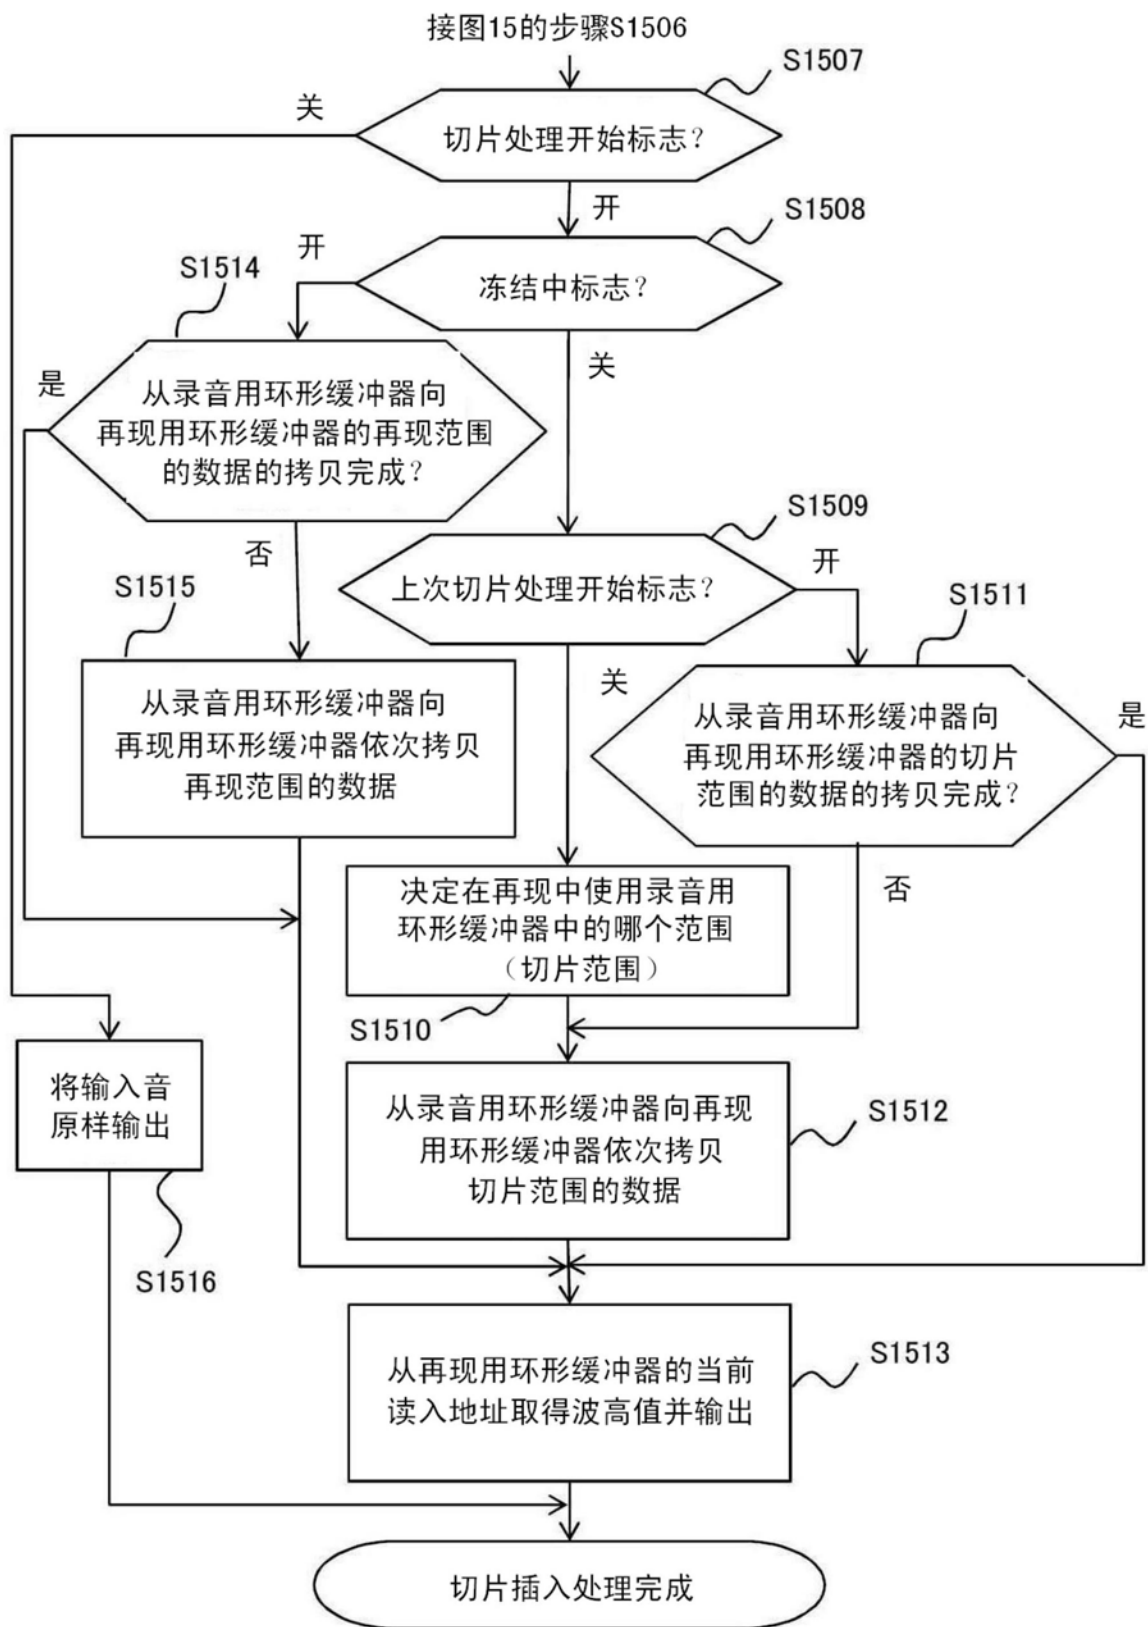 接图15的步骤S1506
S1507
关
切片处理开始标志？
开
S1508
开
S1514
冻结中标志？
关
是
从录音用环形缓冲器向
再现用环形缓冲器的再现范围
的数据的拷贝完成？
S1509
否
开
S1515
上次切片处理开始标志？
S1511
关
从录音用环形缓冲器向
再现用环形缓冲器依次拷贝
再现范围的数据
从录音用环形缓冲器向
再现用环形缓冲器的切片
范围的数据的拷贝完成？
是
否
决定在再现中使用录音用
环形缓冲器中的哪个范围
（切片范围）
S1510
将输入音
原样输出
从录音用环形缓冲器向再现
用环形缓冲器依次拷贝
切片范围的数据
S1512
S1516
从再现用环形缓冲器的当前
读入地址取得波高值并输出
S1513
切片插入处理完成